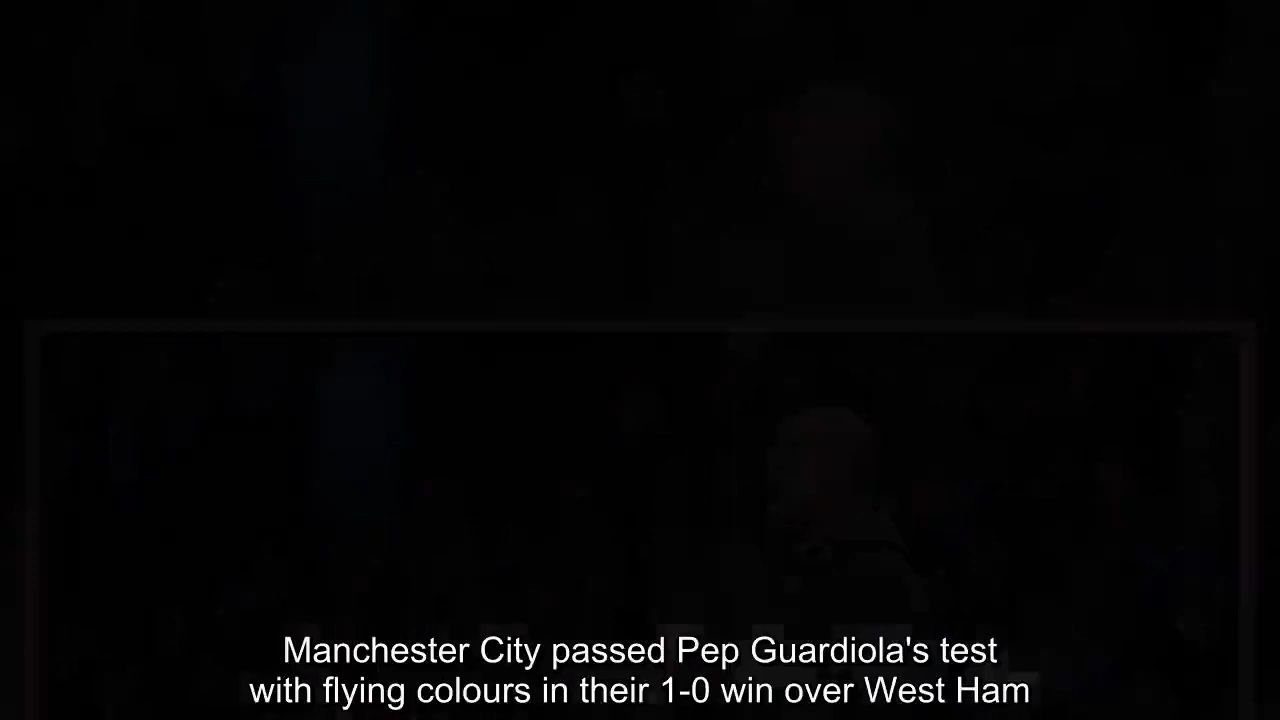 Manchester City passed Pep Guardiola's test
with flying colours in their 1-0 win over West Ham